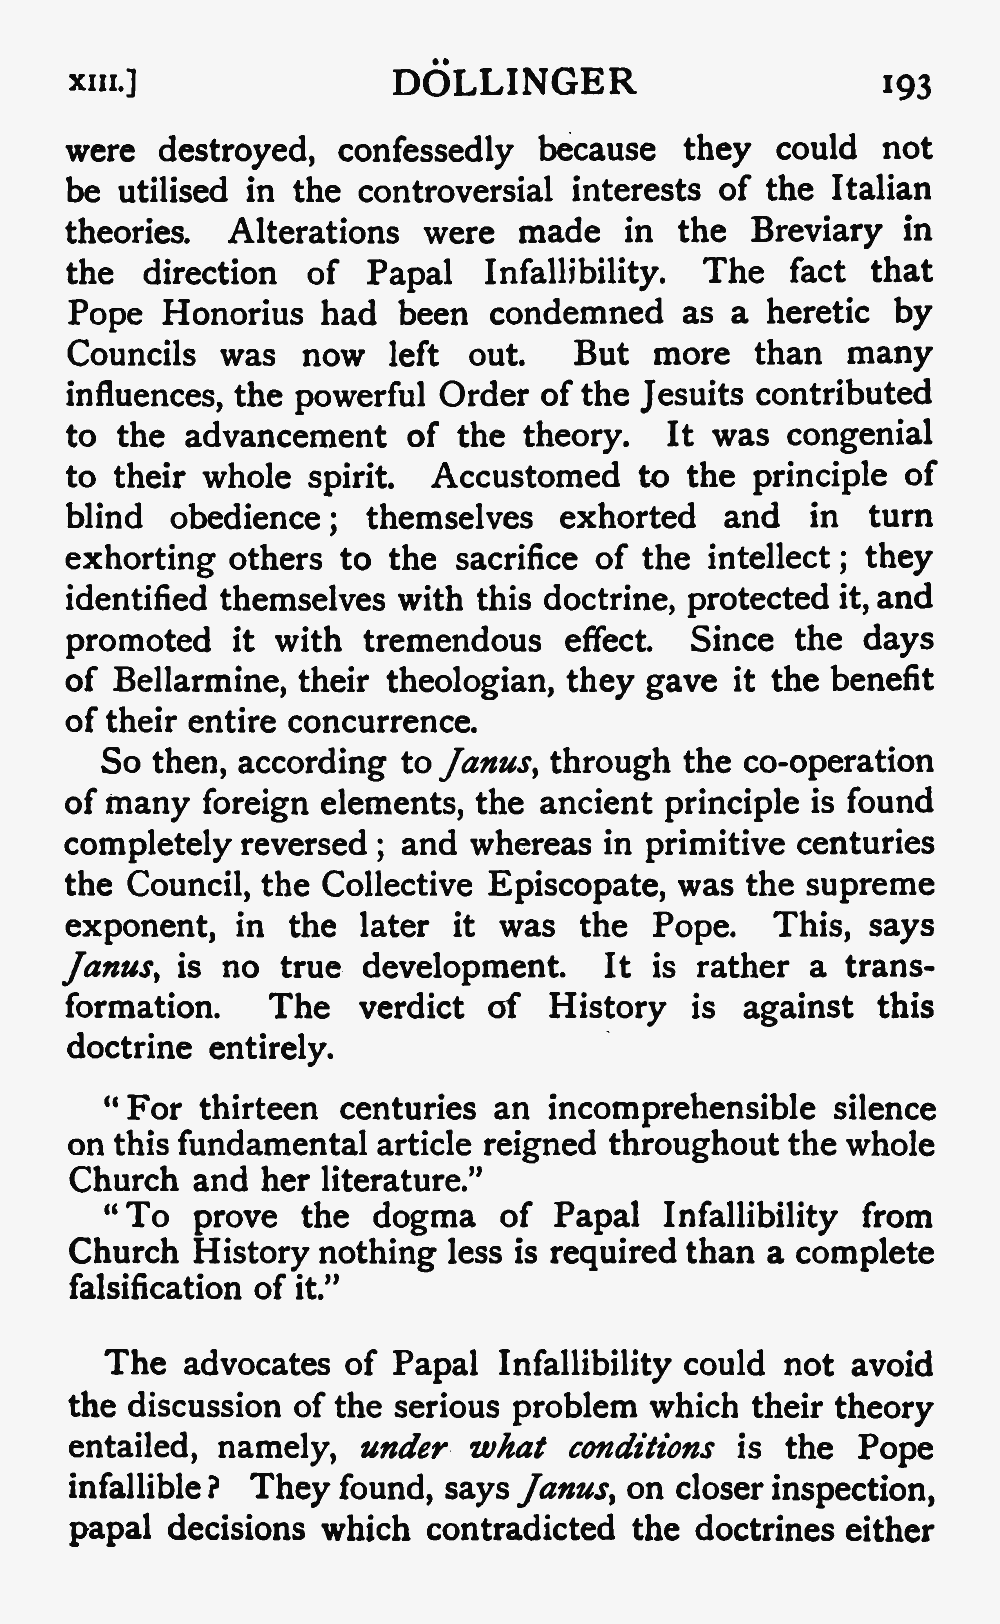 XIII.] DÖLLINGER 193
were destroyed, confessedly because they could not
be utilised in the controversial interests of the Italian
theories. Alterations were made in the Breviary in
the direction of Papal Infallibility. The fact that
Pope Honorius had been condemned as a heretic by
Councils was now left out. But more than many
influences, the powerful Order of the Jesuits contributed
to the advancement of the theory. It was congenial
to their whole spirit. Accustomed to the principle of
blind obedience; themselves exhorted and in turn
exhorting others to the sacrifice of the intellect; they
identified themselves with this doctrine, protected it, and
promoted it with tremendous effect. Since the days
of Bellarmine, their theologian, they gave it the benefit
of their entire concurrence.
So then, according to Janus, through the co-operation
of many foreign elements, the ancient principle is found
completely reversed; and whereas in primitive centuries
the Council, the Collective Episcopate, was the supreme
exponent, in the later it was the Pope. This, says
Janus, is no true development. It is rather a trans-
formation. The verdict of History is against this
doctrine entirely.
"For thirteen centuries an incomprehensible silence
on this fundamental article reigned throughout the whole
Church and her literature."
"To prove the dogma of Papal Infallibility from
Church History nothing less is required than a complete
falsification of it."
The advocates of Papal Infallibility could not avoid
the discussion of the serious problem which their theory
entailed, namely, under what conditions is the Pope
infallible? They found, says Janus, on closer inspection,
papal decisions which contradicted the doctrines either